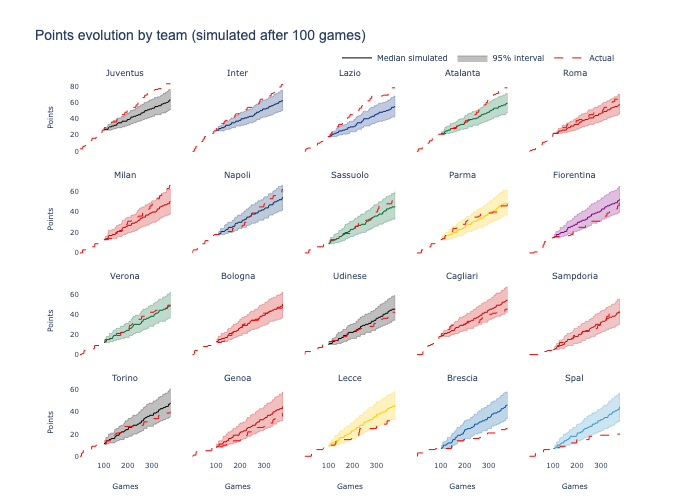 Points evolution by team (simulated after 100 games)
Median simulated 95% interval Actual
Juventus Inter Lazio Atalanta Roma
80
60
40
20
0
Points
Milan Napoli Sassuolo Parma Fiorentina
60
40
20
0
Points
Verona Bologna Udinese Cagliari Sampdoria
60
40
20
0
Points
Torino Genoa Lecce Brescia Spal
60
40
20
0
Points
100 200 300 100 200 300 100 200 300 100 200 300 100 200 300
Games Games Games Games Games